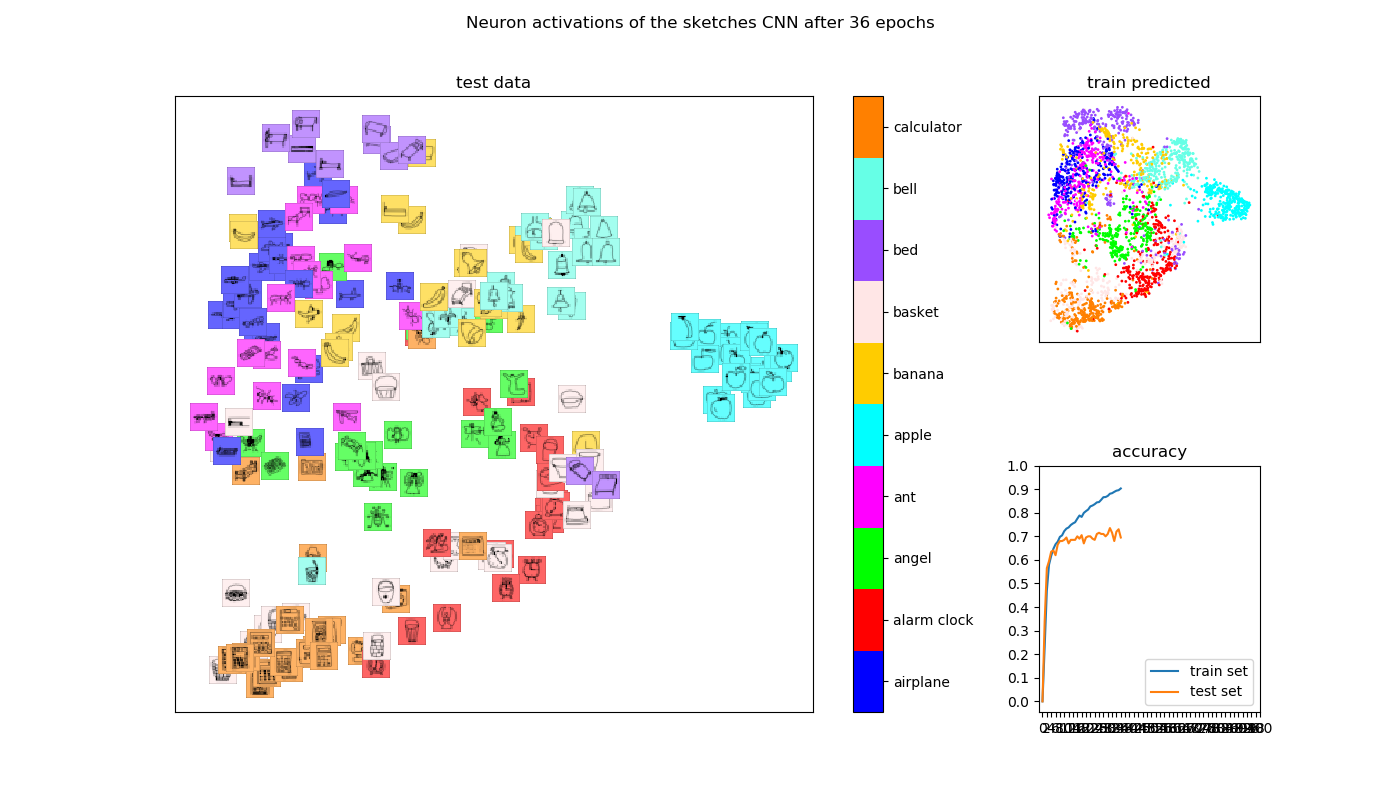 Neuron activations of the sketches CNN after 36 epochs
test data
calculator
bell
bed
basket
banana
apple
ant
angel
alarm clock
airplane
train predicted
accuracy
1.0
0.9
0.8
0.7
0.6
0.5
0.4
0.3
0.2
0.1
0.0
train set
test set